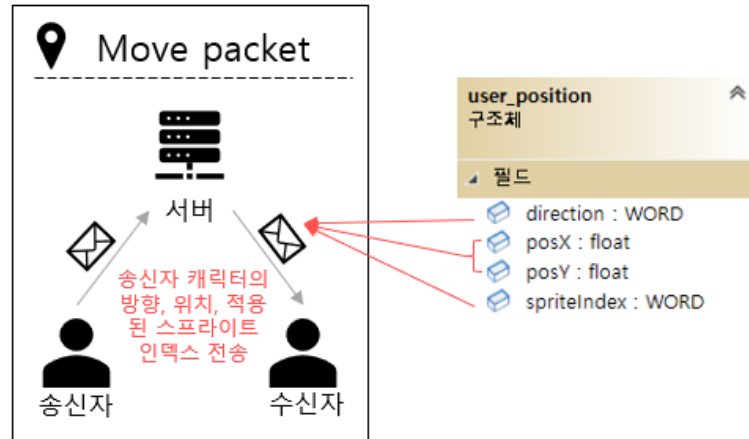 Move packet
서버
송신자 캐릭터의
방향, 위치, 적용
된 스프라이트
인덱스 전송
송신자
수신자
user_position
구조체
필드
direction : WORD
posX : float
posY : float
spriteIndex : WORD